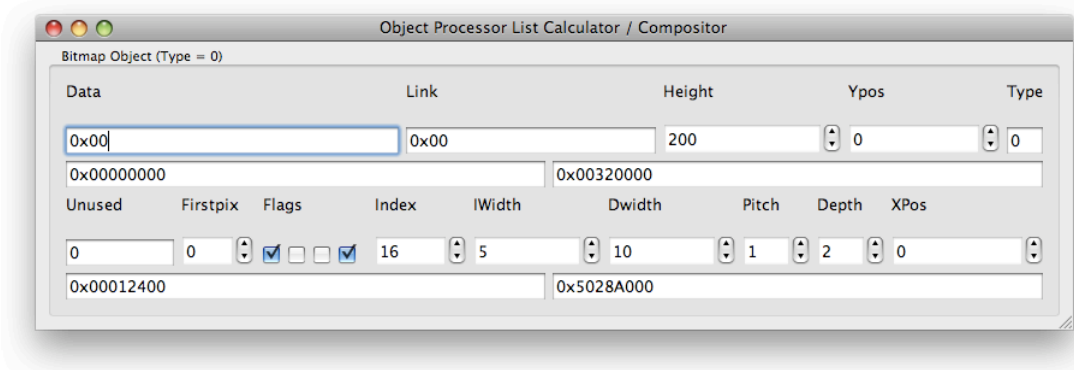 Object Processor List Calculator / Compositor
Bitmap Object (Type = 0)
Data Link Height Ypos Type
0x00 0x00 200 0 0
0x00000000 0x00320000
Unused Firstpix Flags Index IWidth Dwidth Pitch Depth XPos
0 0 16 5 10 1 2 0
0x00012400 0x5028A000